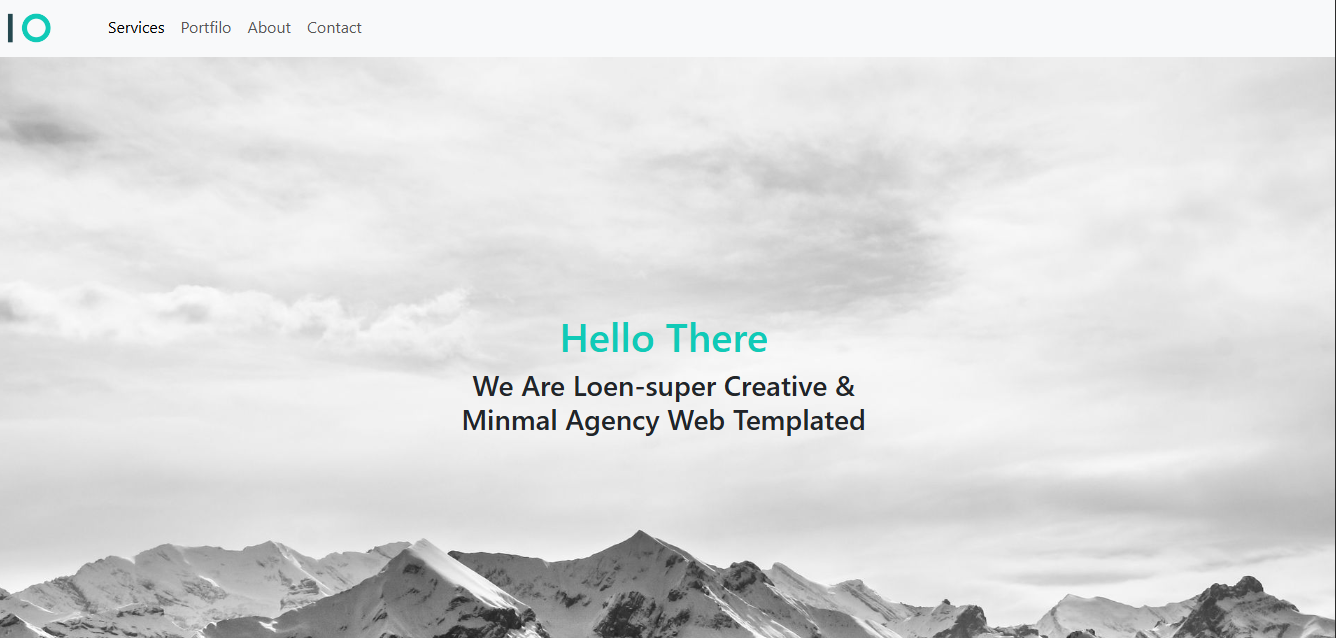 IO
Services Portfilo About Contact
Hello There
We Are Loen-super Creative &
Minmal Agency Web Templated